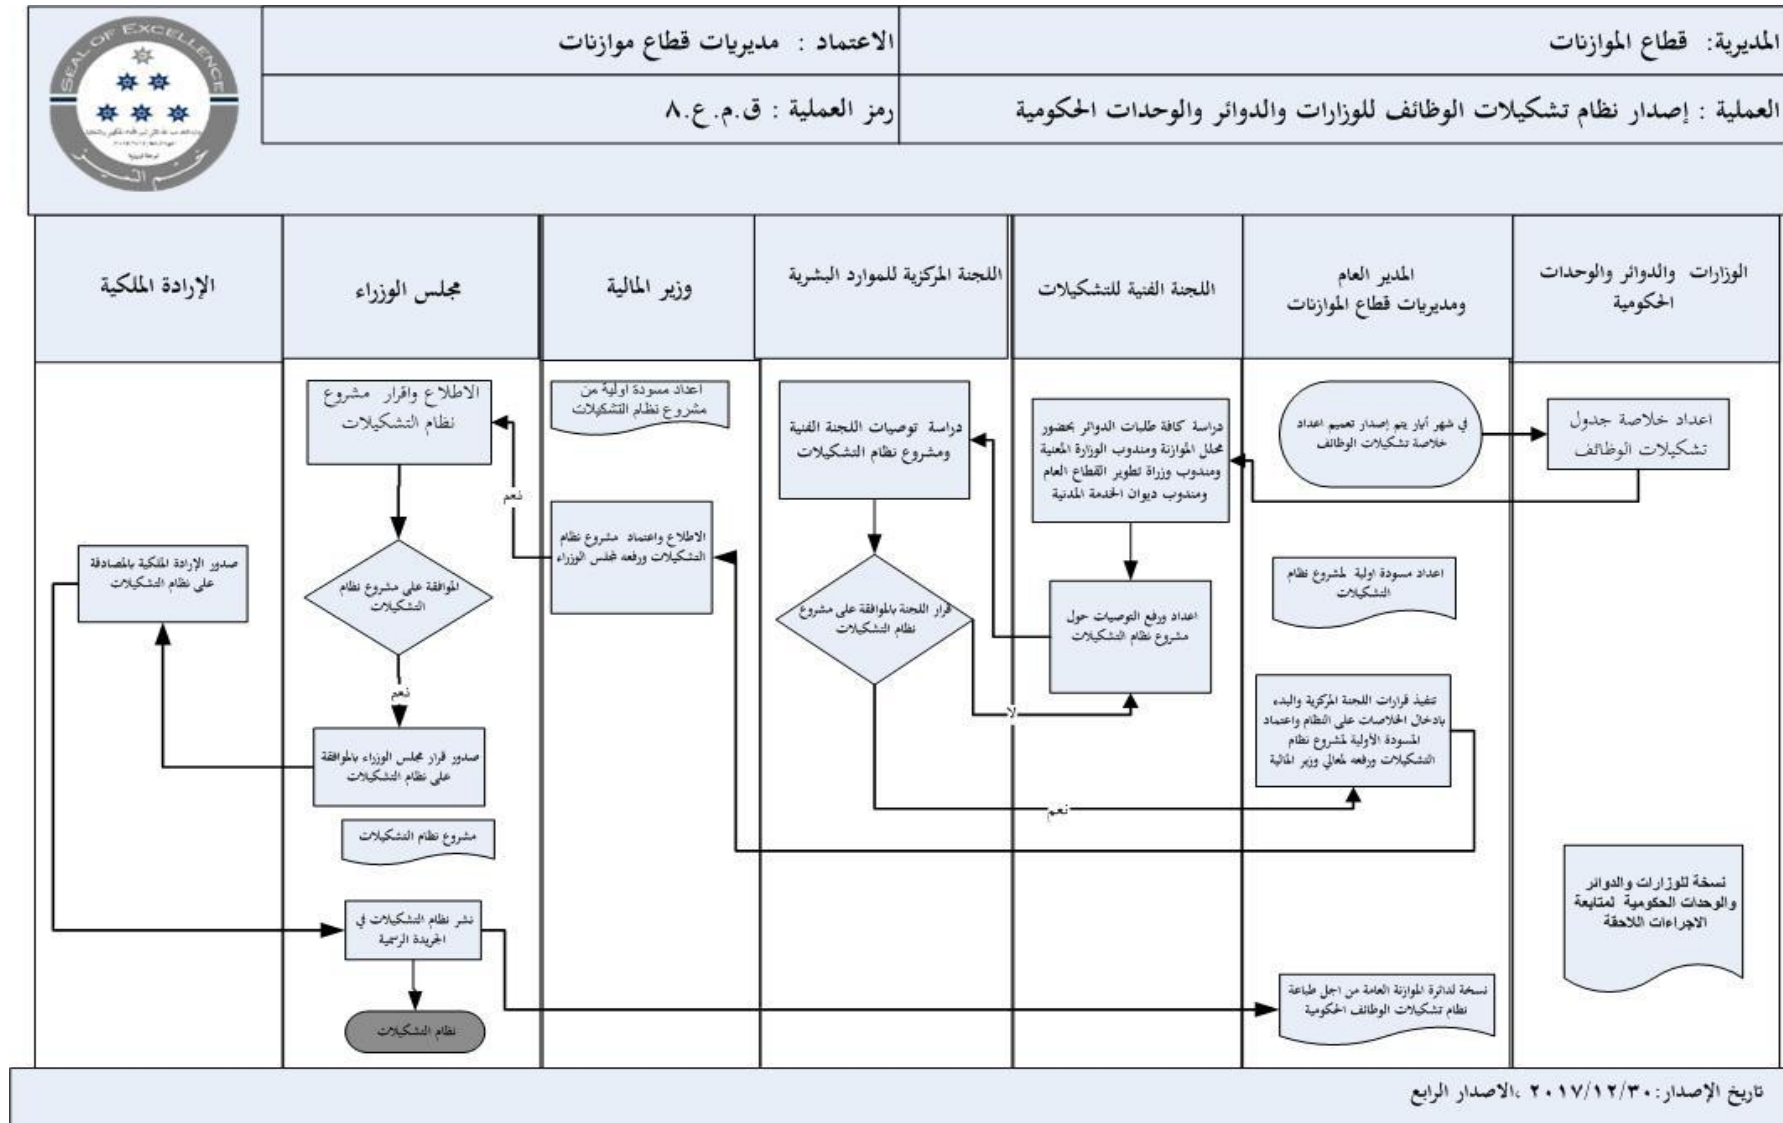 المديرية: قطاع الموازنات
الاعتماد : مديريات قطاع موازنات
العملية : إصدار نظام تشكيلات الوظائف للوزارات والدوائر والوحدات الحكومية
رمز العملية : ق.م.ع.٨
SEAL OF EXCELLENCE
ختم التميز
الوزارات والدوائر والوحدات
الحكومية
المدير العام
ومديريات قطاع الموازنات
اللجنة الفنية للتشكيلات
اللجنة المركزية للموارد البشرية
وزير المالية
مجلس الوزراء
الإرادة الملكية
في شهر أيار يتم إصدار تعميم اعداد
خلاصة تشكيلات الوظائف
اعداد خلاصة جدول
تشكيلات الوظائف
دراسة كافة طلبات الدوائر بحضور
محلل الموازنة ومندوب الوزارة المعنية
ومندوب وزراة تطوير القطاع العام
ومندوب ديوان الخدمة المدنية
اعداد مسودة اولية لمشروع نظام
التشكيلات
اعداد ورفع التوصيات حول
مشروع نظام التشكيلات
دراسة توصيات اللجنة الفنية
ومشروع نظام التشكيلات
قرار اللجنة بالموافقة على مشروع
نظام التشكيلات
لا
نعم
تنفيذ قرارات اللجنة المركزية والبدء
بادخال الخلاصات على النظام واعتماد
المسودة الأولية لمشروع نظام
التشكيلات ورفعه لمعالي وزير المالية
اعداد مسودة اولية من
مشروع نظام التشكيلات
الاطلاع واعتماد مشروع نظام
التشكيلات ورفعه لمجلس الوزراء
نعم
الاطلاع واقرار مشروع
نظام التشكيلات
الموافقة على مشروع نظام
التشكيلات
نعم
صدور قرار مجلس الوزراء بالموافقة
على نظام التشكيلات
مشروع نظام التشكيلات
صدور الإرادة الملكية بالمصادقة
على نظام التشكيلات
نشر نظام التشكيلات في
الجريدة الرسمية
نظام التشكيلات
نسخة لدائرة الموازنة العامة من اجل طباعة
نظام تشكيلات الوظائف الحكومية
نسخة للوزارات والدوائر
والوحدات الحكومية لمتابعة
الاجراءات اللاحقة
تاريخ الإصدار: ٢٠١٧/١٢/٣٠ ،الاصدار الرابع